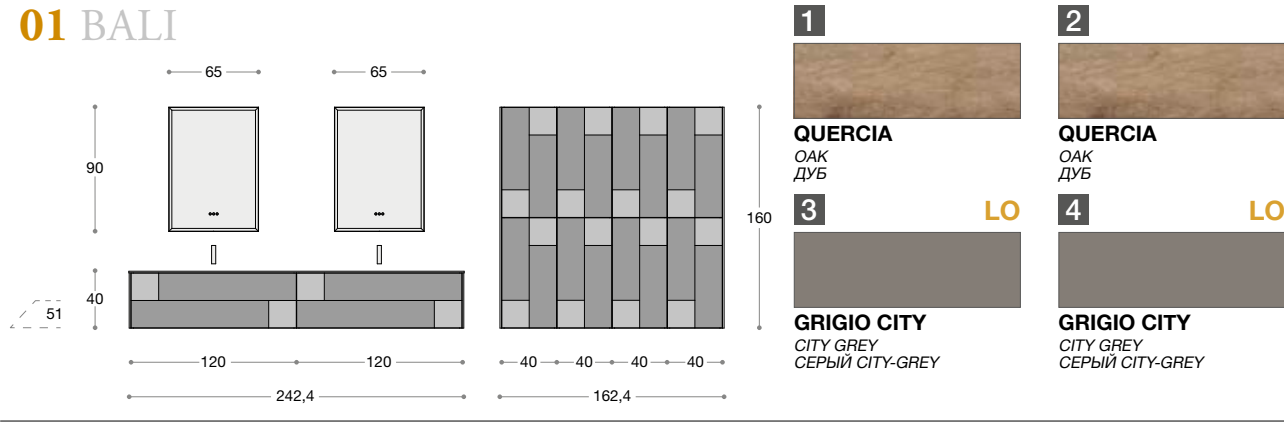 01 BALI
65
65
90
40
51
120
120
242,4
160
40
40
40
40
162,4
1
QUERCIA
OAK
ДУБ
2
QUERCIA
OAK
ДУБ
3
LO
GRIGIO CITY
CITY GREY
СЕРЫЙ CITY-GREY
4
LO
GRIGIO CITY
CITY GREY
СЕРЫЙ CITY-GREY